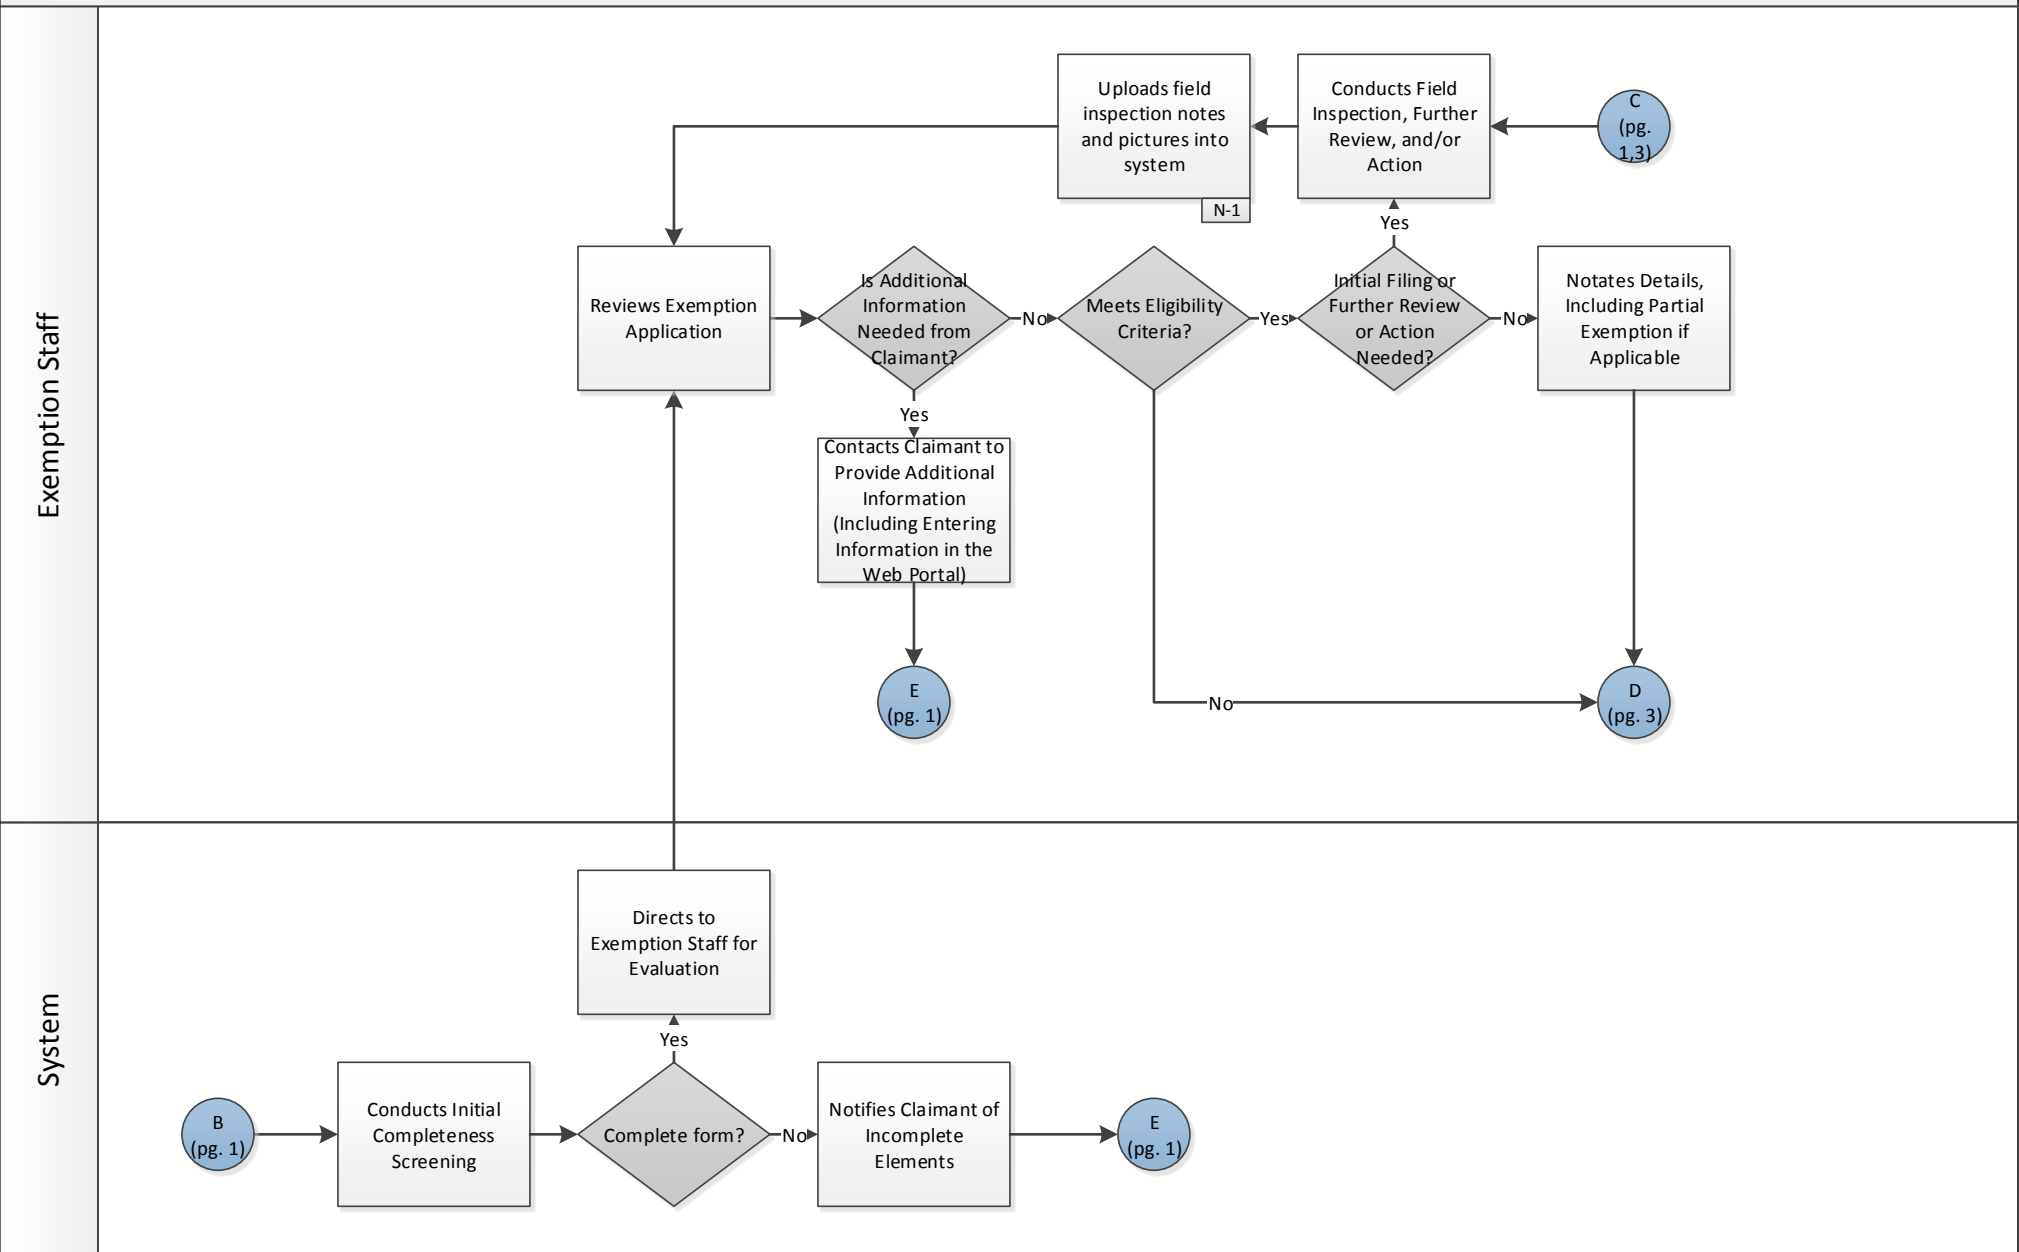 Exemption Staff
Uploads field
inspection notes
and pictures into
system
N-1
Conducts Field
Inspection, Further
Review, and/or
Action
C
(pg.
1,3)
Yes
Reviews Exemption
Application
Is Additional
Information
Needed from
Claimant?
No
Meets Eligibility
Criteria?
Yes
Initial Filing or
Further Review
or Action
Needed?
No
Notates Details,
Including Partial
Exemption if
Applicable
Yes
Contacts Claimant to
Provide Additional
Information
(Including Entering
Information in the
Web Portal)
E
(pg. 1)
No
D
(pg. 3)
System
Directs to
Exemption Staff for
Evaluation
Yes
B
(pg. 1)
Conducts Initial
Completeness
Screening
Complete form?
No
Notifies Claimant of
Incomplete
Elements
E
(pg. 1)